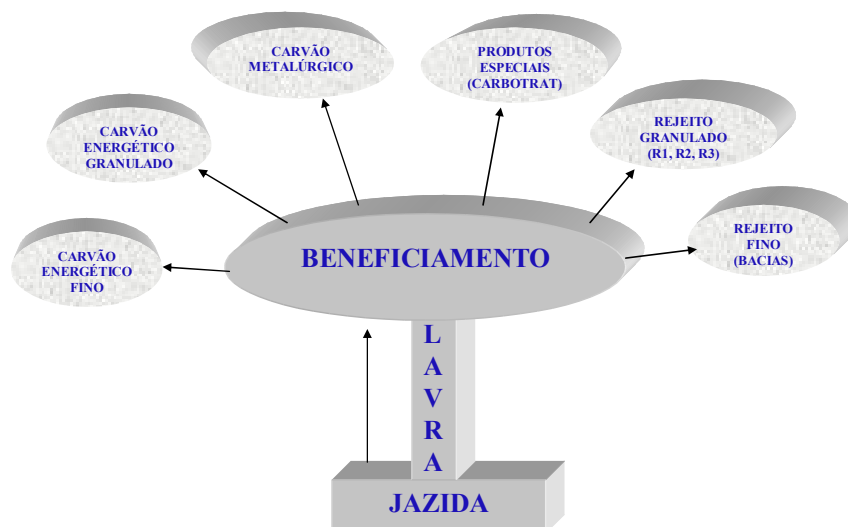 CARVÃO
METALÚRGICO
PRODUTOS
ESPECIAIS
(CARBOTRAT)
CARVÃO
ENERGÉTICO
GRANULADO
REJEITO
GRANULADO
(R1, R2, R3)
CARVÃO
ENERGÉTICO
FINO
REJEITO
FINO
(BACIAS)
BENEFICIAMENTO
L
A
V
R
A
JAZIDA